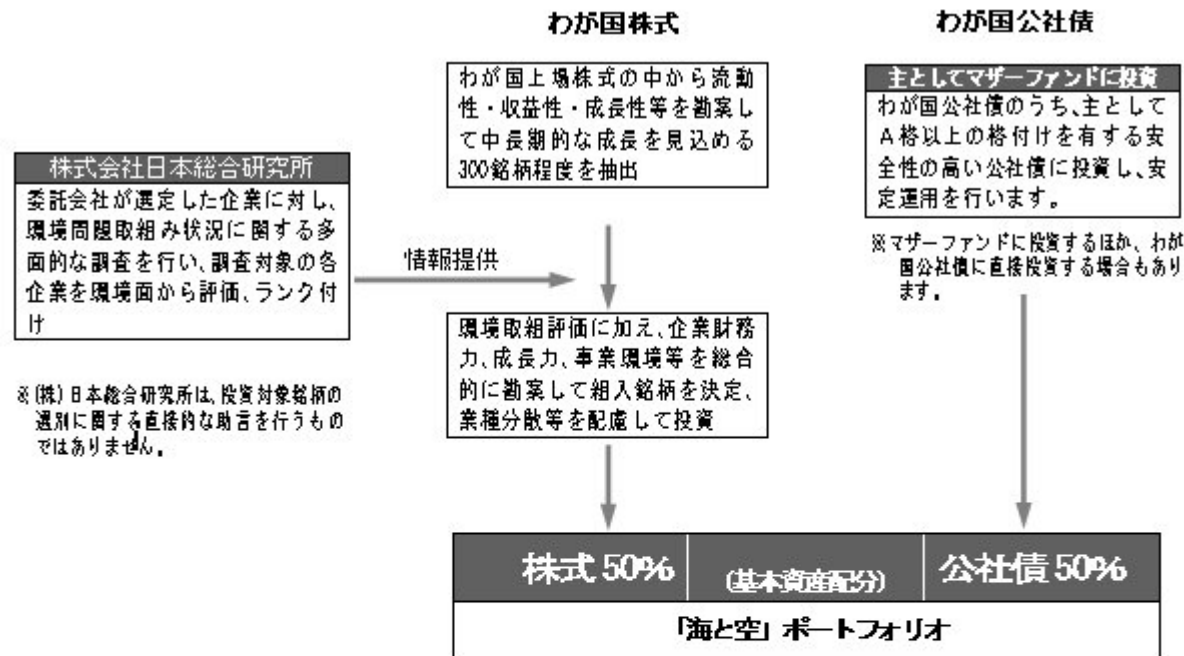 わが国株式
わが国上場株式の中から流動
性・収益性・成長性等を勘案し
て中長期的な成長を見込める
300銘柄程度を抽出
わが国公社債
主としてマザーファンドに投資
わが国公社債のうち、主として
A格以上の格付けを有する安
全性の高い公社債に投資し、安
定運用を行います。
※マザーファンドに投資するほか、わが
国公社債に直接投資する場合もあり
ます。
株式会社日本総合研究所
委託会社が選定した企業に対し、
環境問題取組み状況に関する多
面的な調査を行い、調査対象の各
企業を環境面から評価、ランク付
け
※(株)日本総合研究所は、投資対象銘柄の
選別に関する直接的な助言を行うもの
ではありません。
情報提供
環境取組評価に加え、企業財務
力、成長力、事業環境等を総合
的に勘案して組入銘柄を決定、
業種分散等を配慮して投資
株式50% (基本資産配分) 公社債50%
「海と空」ポートフォリオ